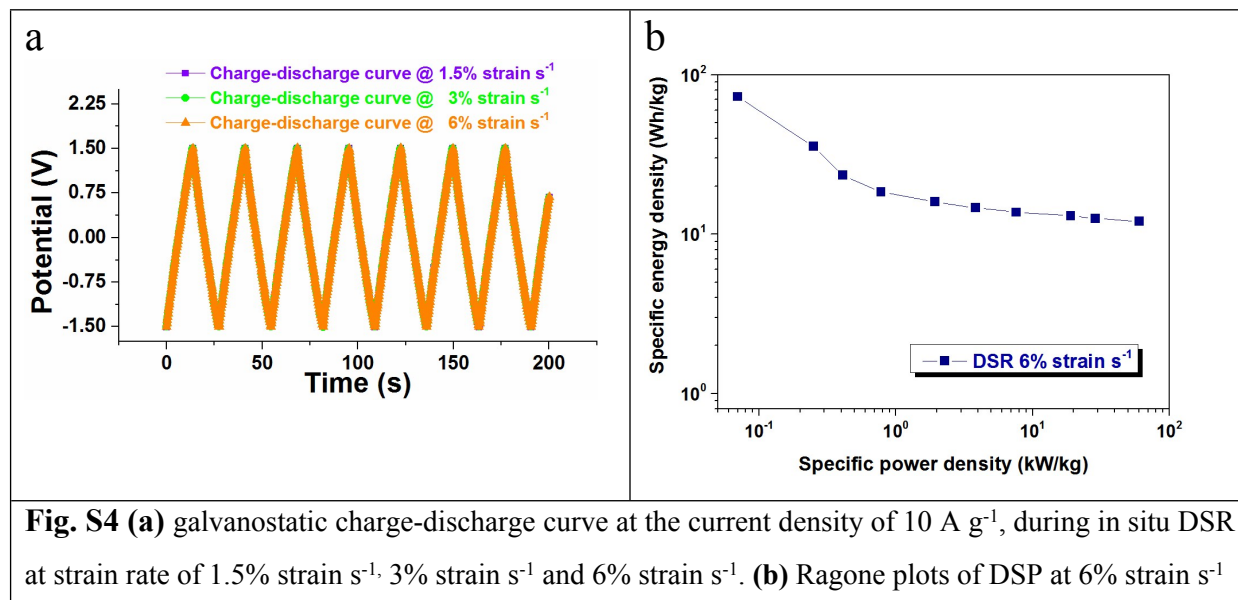 a
Charge-discharge curve @ 1.5% strain s⁻¹
Charge-discharge curve @ 3% strain s⁻¹
Charge-discharge curve @ 6% strain s⁻¹
Potential (V)
2.25
1.50
0.75
0.00
-0.75
-1.50
0 50 100 150 200
Time (s)
b
Specific energy density (Wh/kg)
10²
10¹
10⁰
DSR 6% strain s⁻¹
10⁻¹ 10⁰ 10¹ 10²
Specific power density (kW/kg)
Fig. S4 (a) galvanostatic charge-discharge curve at the current density of 10 A g⁻¹, during in situ DSR
at strain rate of 1.5% strain s⁻¹, 3% strain s⁻¹ and 6% strain s⁻¹. (b) Ragone plots of DSP at 6% strain s⁻¹